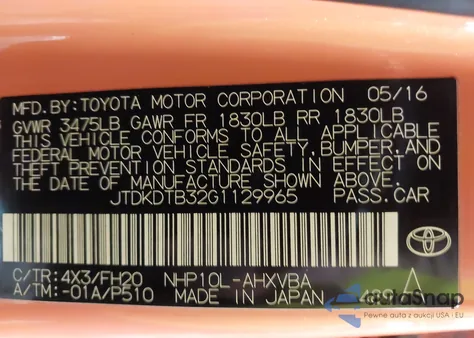 MFD.BY:TOYOTA MOTOR CORPORATION 05/16
GVWR 3475LB GAWR FR 1830LB RR 1830LB
THIS VEHICLE CONFORMS TO ALL APPLICABLE
FEDERAL MOTOR VEHICLE SAFETY,BUMPER,AND
THEFT PREVENTION STANDARDS IN EFFECT ON
THE DATE OF MANUFACTURE SHOWN ABOVE.
JTDKDTB32G1129965 PASS.CAR
TOYOTA
C/TR:4X3/FH20 NHP10L-AHXVBA
A/TM:-01A/P510 MADE IN JAPAN
A
autoSnap
Pewne auta z aukcji USA i EU